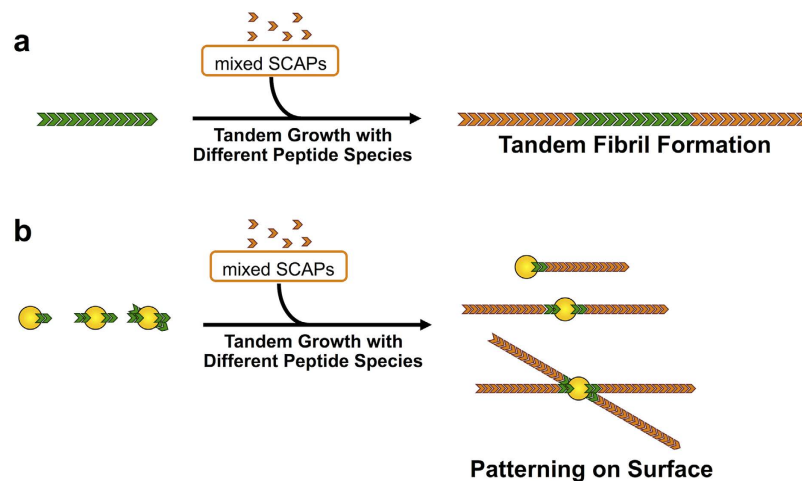 a
mixed SCAPs
Tandem Growth with
Different Peptide Species
Tandem Fibril Formation
b
mixed SCAPs
Tandem Growth with
Different Peptide Species
Patterning on Surface